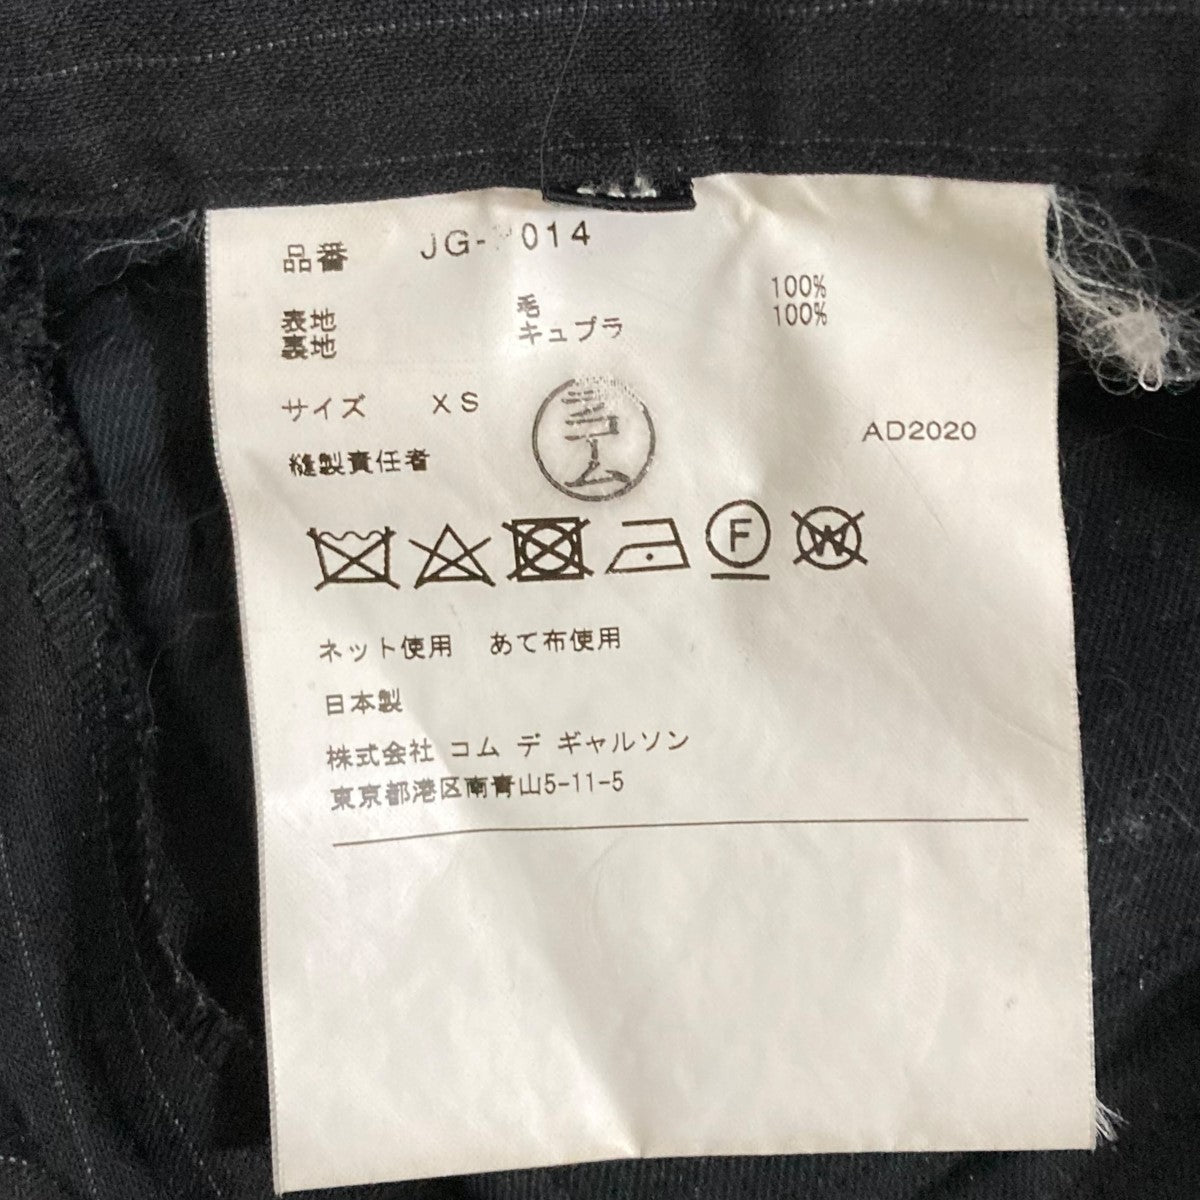 品番 JG- 014
表地 毛 100%
裏地 キュプラ 100%
サイズ XS
AD2020
縫製責任者
F
W
ネット使用 あて布使用
日本製
株式会社 コム デ ギャルソン
東京都港区南青山5-11-5